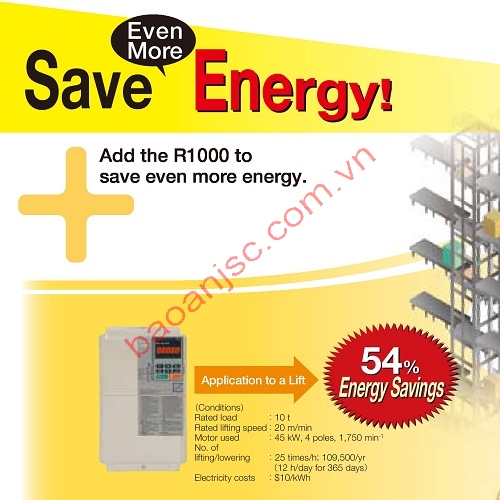 Even
More
Save Energy!
Add the R1000 to
save even more energy.
baoanjsc.com.vn
54%
Energy Savings
Application to a Lift
(Conditions)
Rated load : 10 t
Rated lifting speed : 20 m/min
Motor used : 45 kW, 4 poles, 1,750 min⁻¹
No. of
lifting/lowering : 25 times/h; 109,500/yr
(12 h/day for 365 days)
Electricity costs : $10/kWh